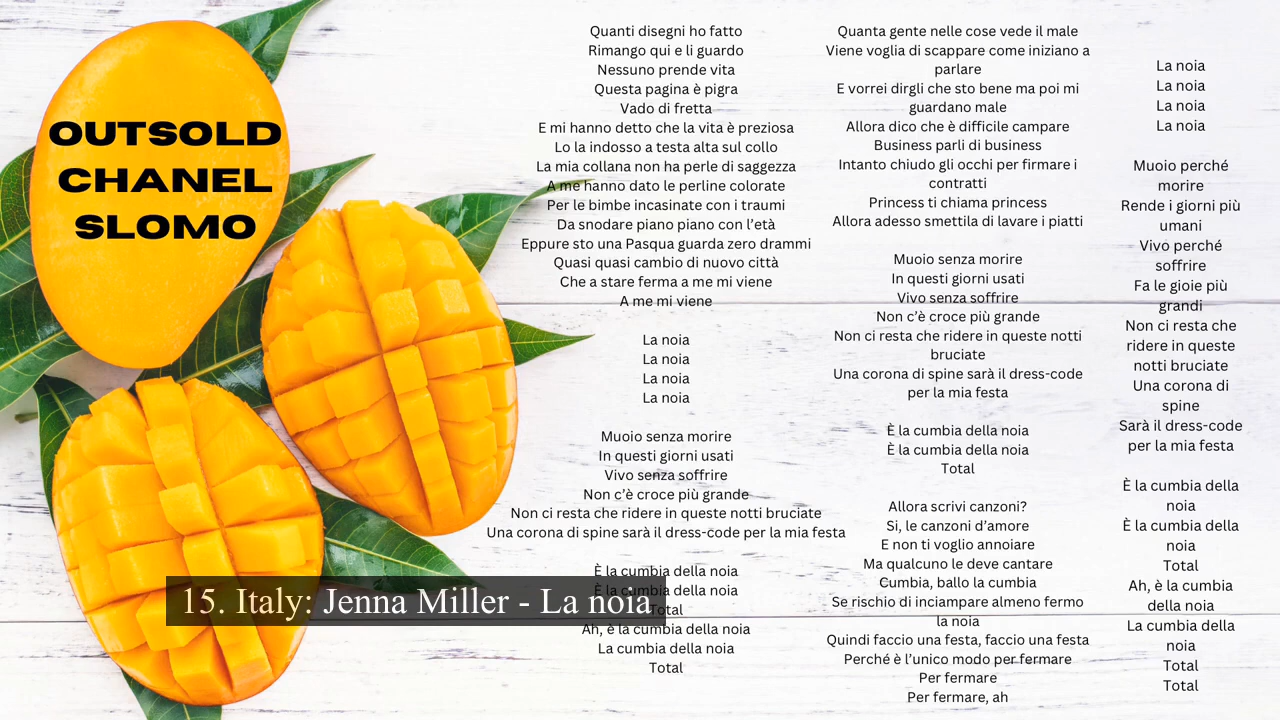 OUTSOLD
CHANEL
SLOMO
Quanti disegni ho fatto
Rimango qui e li guardo
Nessuno prende vita
Questa pagina è pigra
Vado di fretta
E mi hanno detto che la vita è preziosa
Lo la indosso a testa alta sul collo
La mia collana non ha perle di saggezza
A me hanno dato le perline colorate
Per le bimbe incasinate con i traumi
Da snodare piano piano con l’età
Eppure sto una Pasqua guarda zero drammi
Quasi quasi cambio di nuovo città
Che a stare ferma a me mi viene
A me mi viene
La noia
La noia
La noia
La noia
Muoio senza morire
In questi giorni usati
Vivo senza soffrire
Non c’è croce più grande
Non ci resta che ridere in queste notti bruciate
Una corona di spine sarà il dress-code per la mia festa
È la cumbia della noia
È la cumbia della noia
Total
Ah, è la cumbia della noia
La cumbia della noia
Total
Quanta gente nelle cose vede il male
Viene voglia di scappare come iniziano a
parlare
E vorrei dirgli che sto bene ma poi mi
guardano male
Allora dico che è difficile campare
Business parli di business
Intanto chiudo gli occhi per firmare i
contratti
Princess ti chiama princess
Allora adesso smettila di lavare i piatti
Muoio senza morire
In questi giorni usati
Vivo senza soffrire
Non c’è croce più grande
Non ci resta che ridere in queste notti
bruciate
Una corona di spine sarà il dress-code
per la mia festa
È la cumbia della noia
È la cumbia della noia
Total
Allora scrivi canzoni?
Si, le canzoni d’amore
E non ti voglio annoiare
Ma qualcuno le deve cantare
Cumbia, ballo la cumbia
Se rischio di inciampare almeno fermo
la noia
Quindi faccio una festa, faccio una festa
Perché è l’unico modo per fermare
Per fermare
Per fermare, ah
La noia
La noia
La noia
La noia
Muoio perché
morire
Rende i giorni più
umani
Vivo perché
soffrire
Fa le gioie più
grandi
Non ci resta che
ridere in queste
notti bruciate
Una corona di
spine
Sarà il dress-code
per la mia festa
È la cumbia della
noia
È la cumbia della
noia
Total
Ah, è la cumbia
della noia
La cumbia della
Total
Total
15. Italy: Jenna Miller - La noia